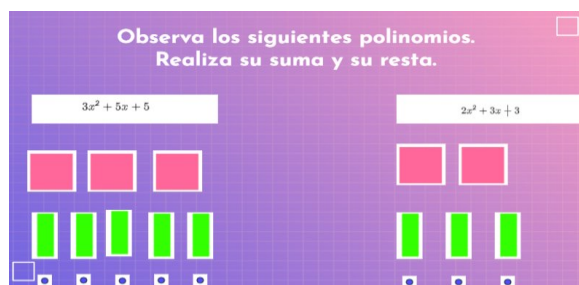 Observa los siguientes polinomios.
Realiza su suma y su resta.
3x² + 5x + 5
2x² + 3x + 3